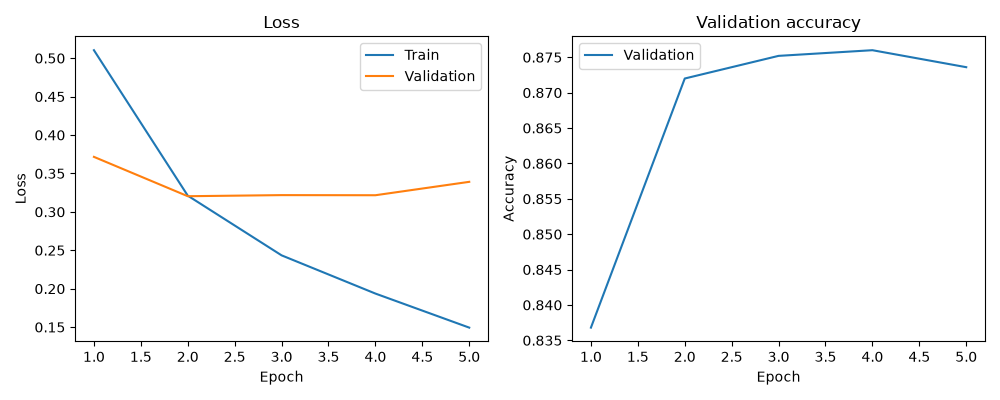 Loss
Train
Validation
0.50
0.45
0.40
0.35
0.30
0.25
0.20
0.15
Loss
1.0 1.5 2.0 2.5 3.0 3.5 4.0 4.5 5.0
Epoch
Validation accuracy
Validation
0.875
0.870
0.865
0.860
0.855
0.850
0.845
0.840
0.835
Accuracy
1.0 1.5 2.0 2.5 3.0 3.5 4.0 4.5 5.0
Epoch